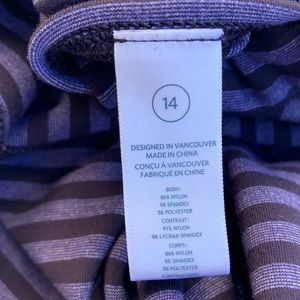 14
DESIGNED IN VANCOUVER
MADE IN CHINA
CONÇU À VANCOUVER
FABRIQUÉ EN CHINE
BODY:
86% NYLON
9% SPANDEX
5% POLYESTER
CONTRAST:
91% NYLON
9% LYCRA® SPANDEX
CORPS:
86% NYLON
9% SPANDEX
5% POLYESTER
CONTRASTANT: